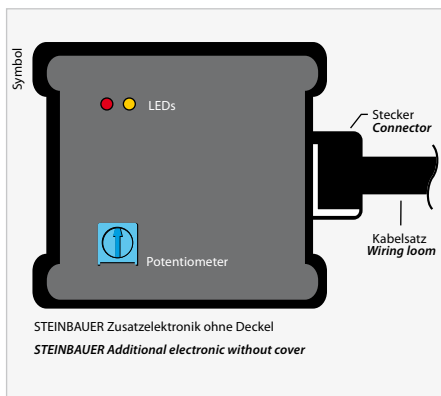 Symbol
LEDs
Stecker
Connector
Potentiometer
Kabelsatz
Wiring loom
STEINBAUER Zusatzelektronik ohne Deckel
STEINBAUER Additional electronic without cover